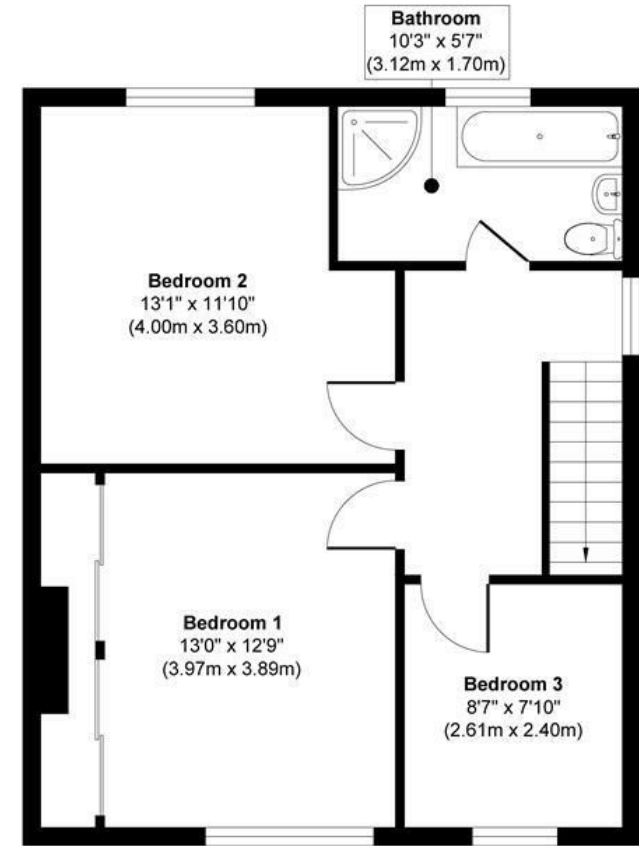 Bathroom
10'3" x 5'7"
(3.12m x 1.70m)
Bedroom 2
13'1" x 11'10"
(4.00m x 3.60m)
Bedroom 1
13'0" x 12'9"
(3.97m x 3.89m)
Bedroom 3
8'7" x 7'10"
(2.61m x 2.40m)